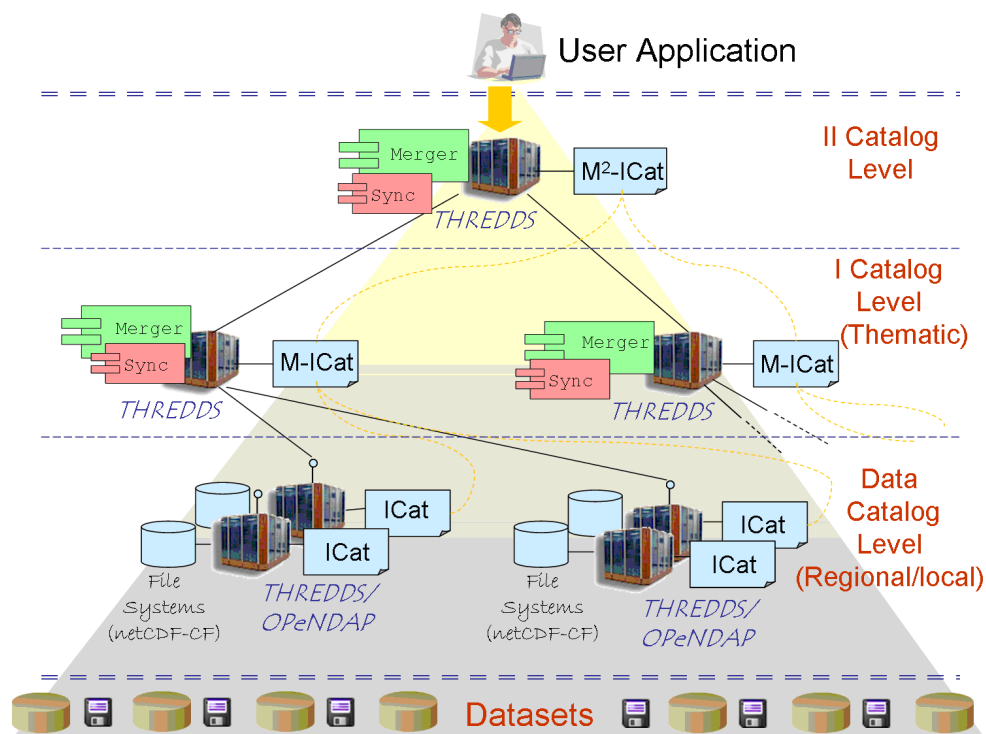 User Application
II Catalog
Level
Merger
Sync
M²-ICat
THREDDS
I Catalog
Level
(Thematic)
Merger
Sync
M-ICat
THREDDS
Merger
Sync
M-ICat
THREDDS
Data
Catalog
Level
(Regional/local)
ICat
ICat
File
Systems
(netCDF-CF)
THREDDS/
OPeNDAP
ICat
ICat
File
Systems
(netCDF-CF)
THREDDS/
OPeNDAP
Datasets